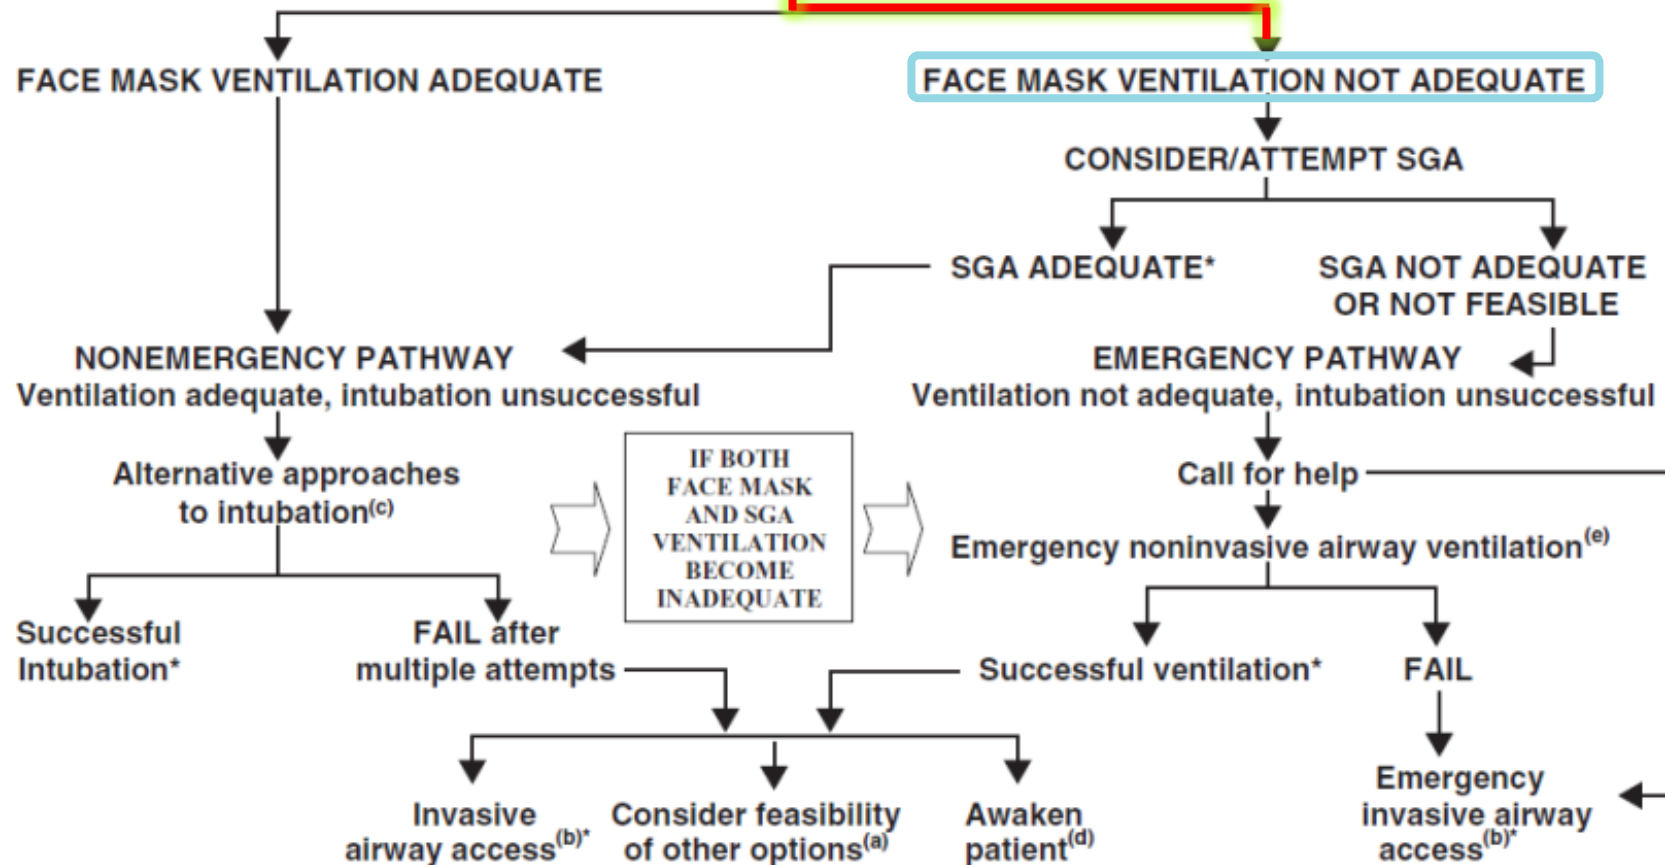 FACE MASK VENTILATION ADEQUATE
FACE MASK VENTILATION NOT ADEQUATE
CONSIDER/ATTEMPT SGA
SGA ADEQUATE*
SGA NOT ADEQUATE
OR NOT FEASIBLE
NONEMERGENCY PATHWAY
Ventilation adequate, intubation unsuccessful
EMERGENCY PATHWAY
Ventilation not adequate, intubation unsuccessful
Alternative approaches
to intubation(c)
IF BOTH
FACE MASK
AND SGA
VENTILATION
BECOME
INADEQUATE
Call for help
Emergency noninvasive airway ventilation(e)
Successful
Intubation*
FAIL after
multiple attempts
Successful ventilation*
FAIL
Invasive
airway access(b)*
Consider feasibility
of other options(a)
Awaken
patient(d)
Emergency
invasive airway
access(b)*